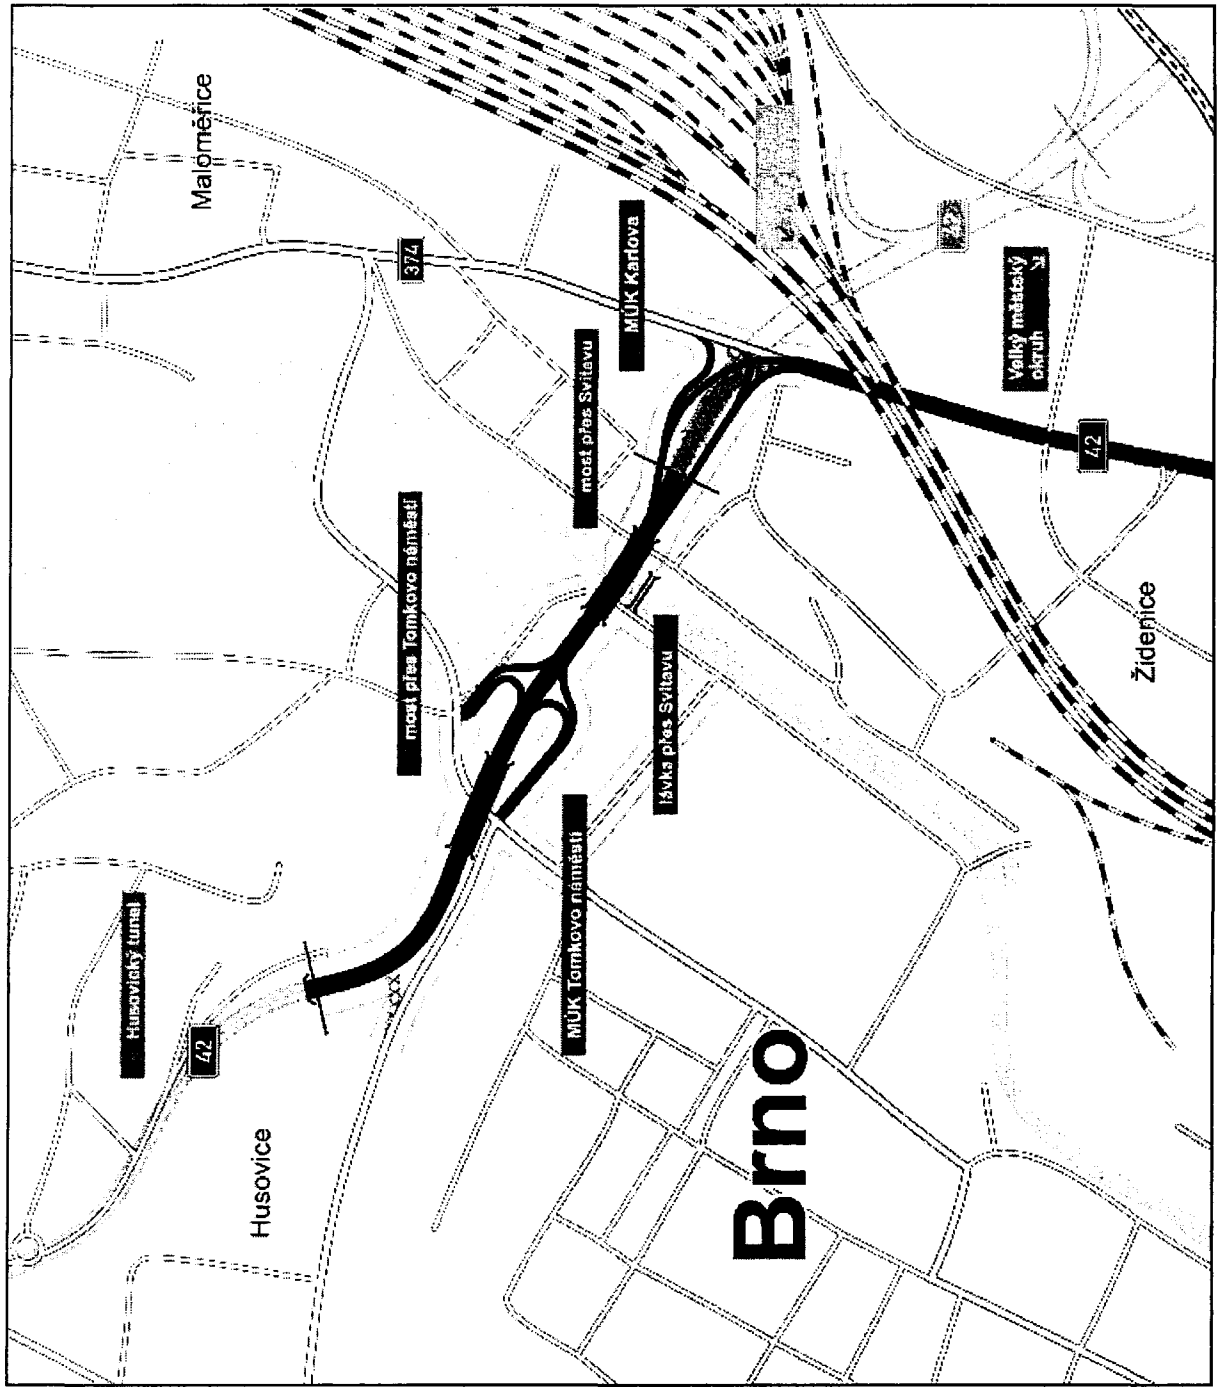 Husovický tunel
Maloměřice
42
Husovice
374
most přes Tomkovo náměstí
MÚK Tomkovo náměstí
most přes Svitavu
MÚK Karlova
lávka přes Svitavu
Brno
Velký městský
okruh
42
Židenice